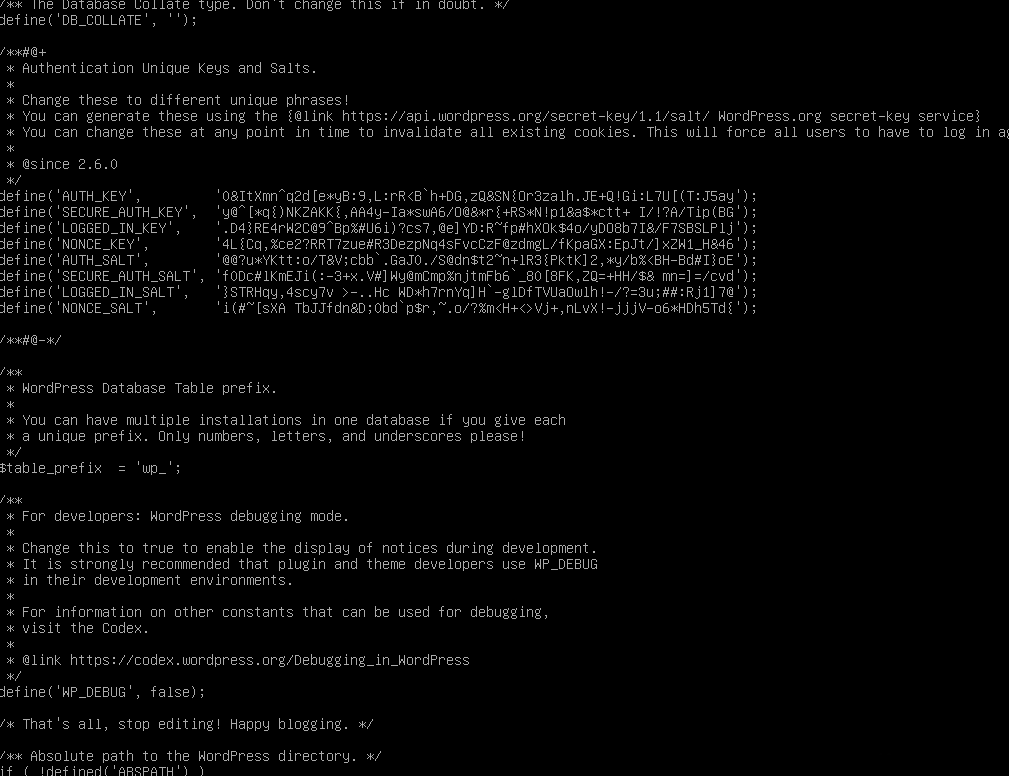 /** The Database Collate type. Don't change this if in doubt. */
define('DB_COLLATE', '');
/**#@+
 * Authentication Unique Keys and Salts.
 *
 * Change these to different unique phrases!
 * You can generate these using the {@link https://api.wordpress.org/secret-key/1.1/salt/ WordPress.org secret-key service}
 * You can change these at any point in time to invalidate all existing cookies. This will force all users to have to log in ag
 *
 * @since 2.6.0
 */
define('AUTH_KEY',         '0&ItXmn^q2d[e*yB:9,L:rR<B`h+DG,zQ&SN{Or3zalh.JE+Q!Gi:L7U[(T:J5ay');
define('SECURE_AUTH_KEY',  'y@^[*q{)NKZAKK{,AA4y-Ia*swA6/O@&*r{+RS*N!p1&a$*ctt+ I/!?A/Tip(BG');
define('LOGGED_IN_KEY',    '.D4}RE4rW2C@9^Bp%#U6i)?cs7,@e]YD:R~fp#hXOk$4o/yDO8b7I&/F7SBSLPlj');
define('NONCE_KEY',        '4L{Cq,%ce2?RRT7zue#R3DezpNq4sFvcCzF@zdmgL/fKpaGX:EpJt/]xZW1_H&46');
define('AUTH_SALT',        '@@?u*YKtt:o/T&V;cbb`.GaJ0./S@dn$t2~n+lR3{PktK]2,*y/b%<BH-Bd#I}oE');
define('SECURE_AUTH_SALT', 'fODc#lKmEJi(:-3+x.V#]Wy@mCmp%njtmFb6`_80[8FK,ZQ=+HH/$& mn=]=/cvd');
define('LOGGED_IN_SALT',   '}STRHqy,4scy7v >-..Hc WD*h7rnYq]H`-glDfTVUaOwlh!-/?=3u;##:Rj1]7@');
define('NONCE_SALT',       'i(#~[sXA TbJJfdn&D;Obd`p$r,~.o/?%m<H+<>Vj+,nLvX!-jjjV-o6*HDh5Td{');
/**#@-*/
/**
 * WordPress Database Table prefix.
 *
 * You can have multiple installations in one database if you give each
 * a unique prefix. Only numbers, letters, and underscores please!
 */
$table_prefix  = 'wp_';
/**
 * For developers: WordPress debugging mode.
 *
 * Change this to true to enable the display of notices during development.
 * It is strongly recommended that plugin and theme developers use WP_DEBUG
 * in their development environments.
 *
 * For information on other constants that can be used for debugging,
 * visit the Codex.
 *
 * @link https://codex.wordpress.org/Debugging_in_WordPress
 */
define('WP_DEBUG', false);
/* That's all, stop editing! Happy blogging. */
/** Absolute path to the WordPress directory. */
if ( !defined('ABSPATH') )